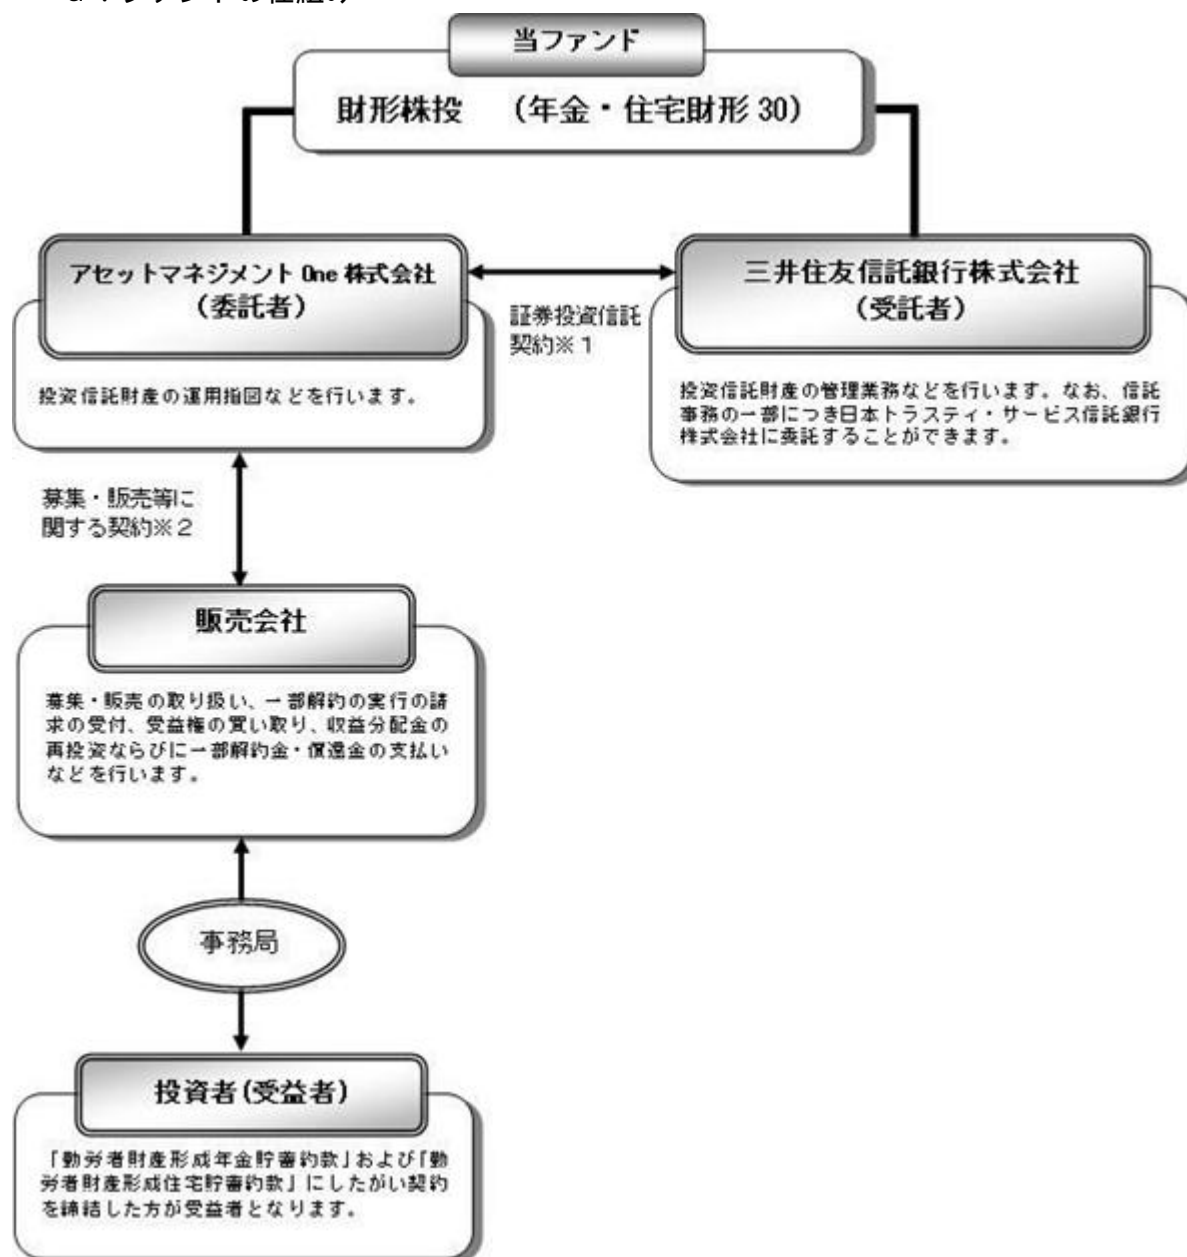 ファンドの仕組み
当ファンド
財形株投 (年金・住宅財形 30)
アセットマネジメント One 株式会社
(委託者)
投資信託財産の運用指図などを行います。
証券投資信託
契約※1
三井住友信託銀行株式会社
(受託者)
投資信託財産の管理業務などを行います。なお、信託
事務の一部につき日本トラスティ・サービス信託銀行
株式会社に委託することができます。
募集・販売等に
関する契約※2
販売会社
募集・販売の取り扱い、一部解約の実行の請
求の受付、受益権の買い取り、収益分配金の
再投資ならびに一部解約金・償還金の支払い
などを行います。
事務局
投資者(受益者)
「勤労者財産形成年金貯蓄約款」および「勤
労者財産形成住宅貯蓄約款」にしたがい契約
を締結した方が受益者となります。